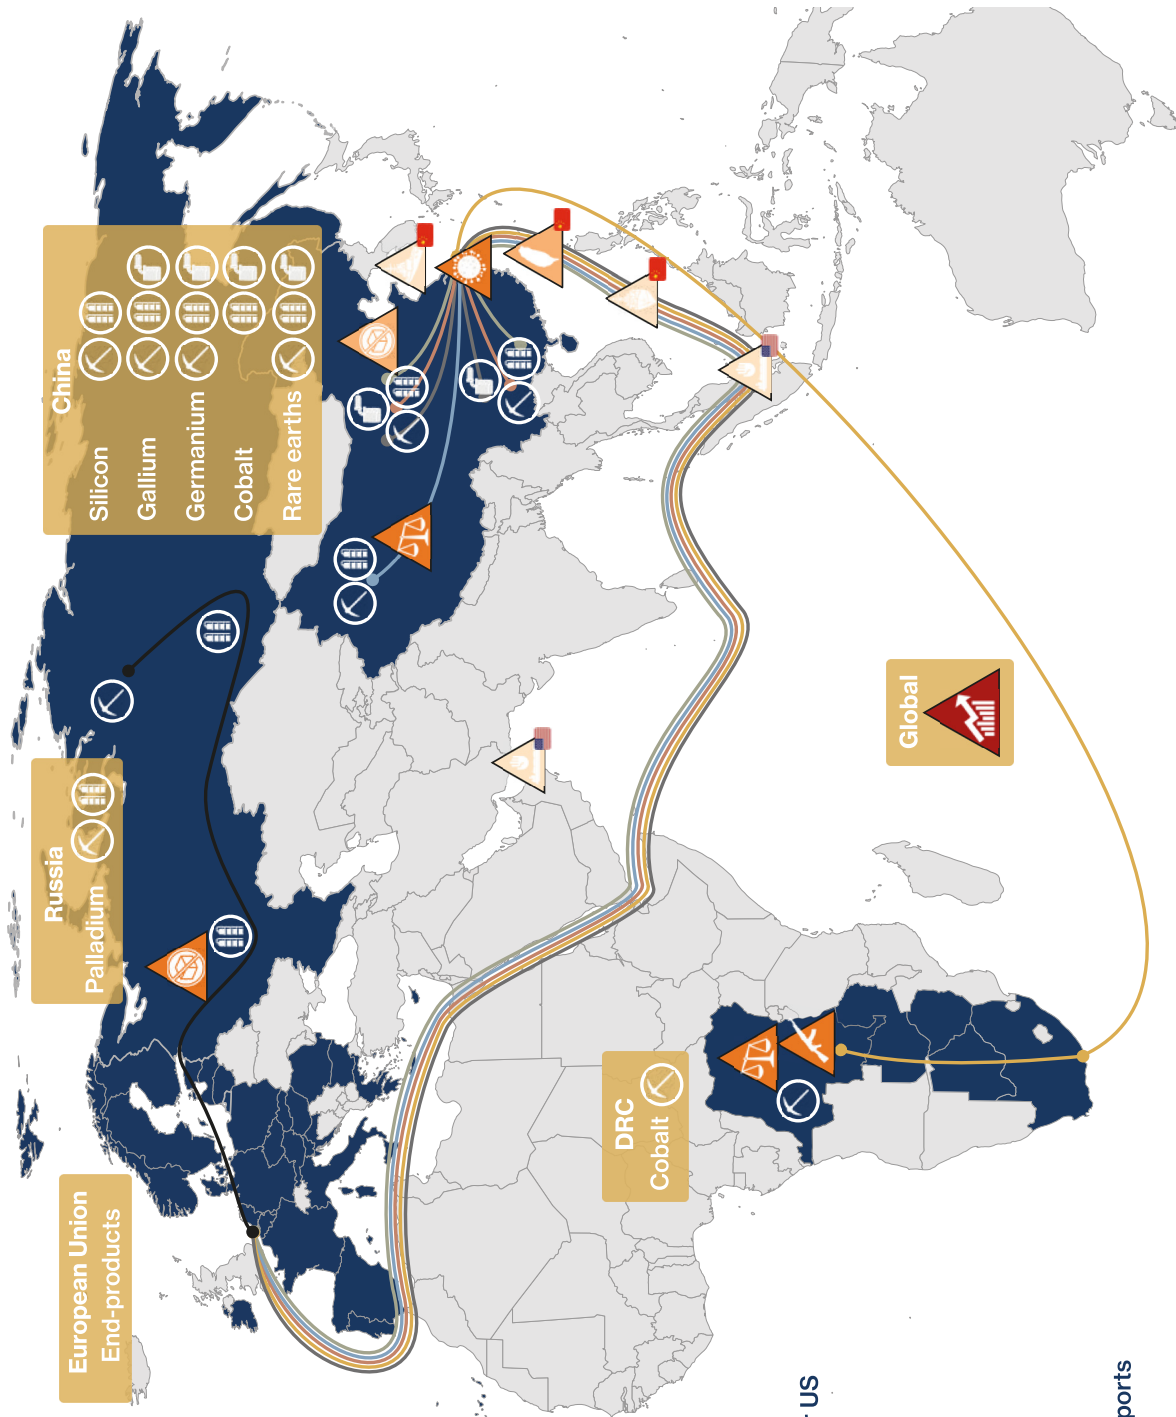 European Union
End-products
Russia
Palladium
China
Silicon
Gallium
Germanium
Cobalt
Rare earths
DRC
Cobalt
Global
US
ports